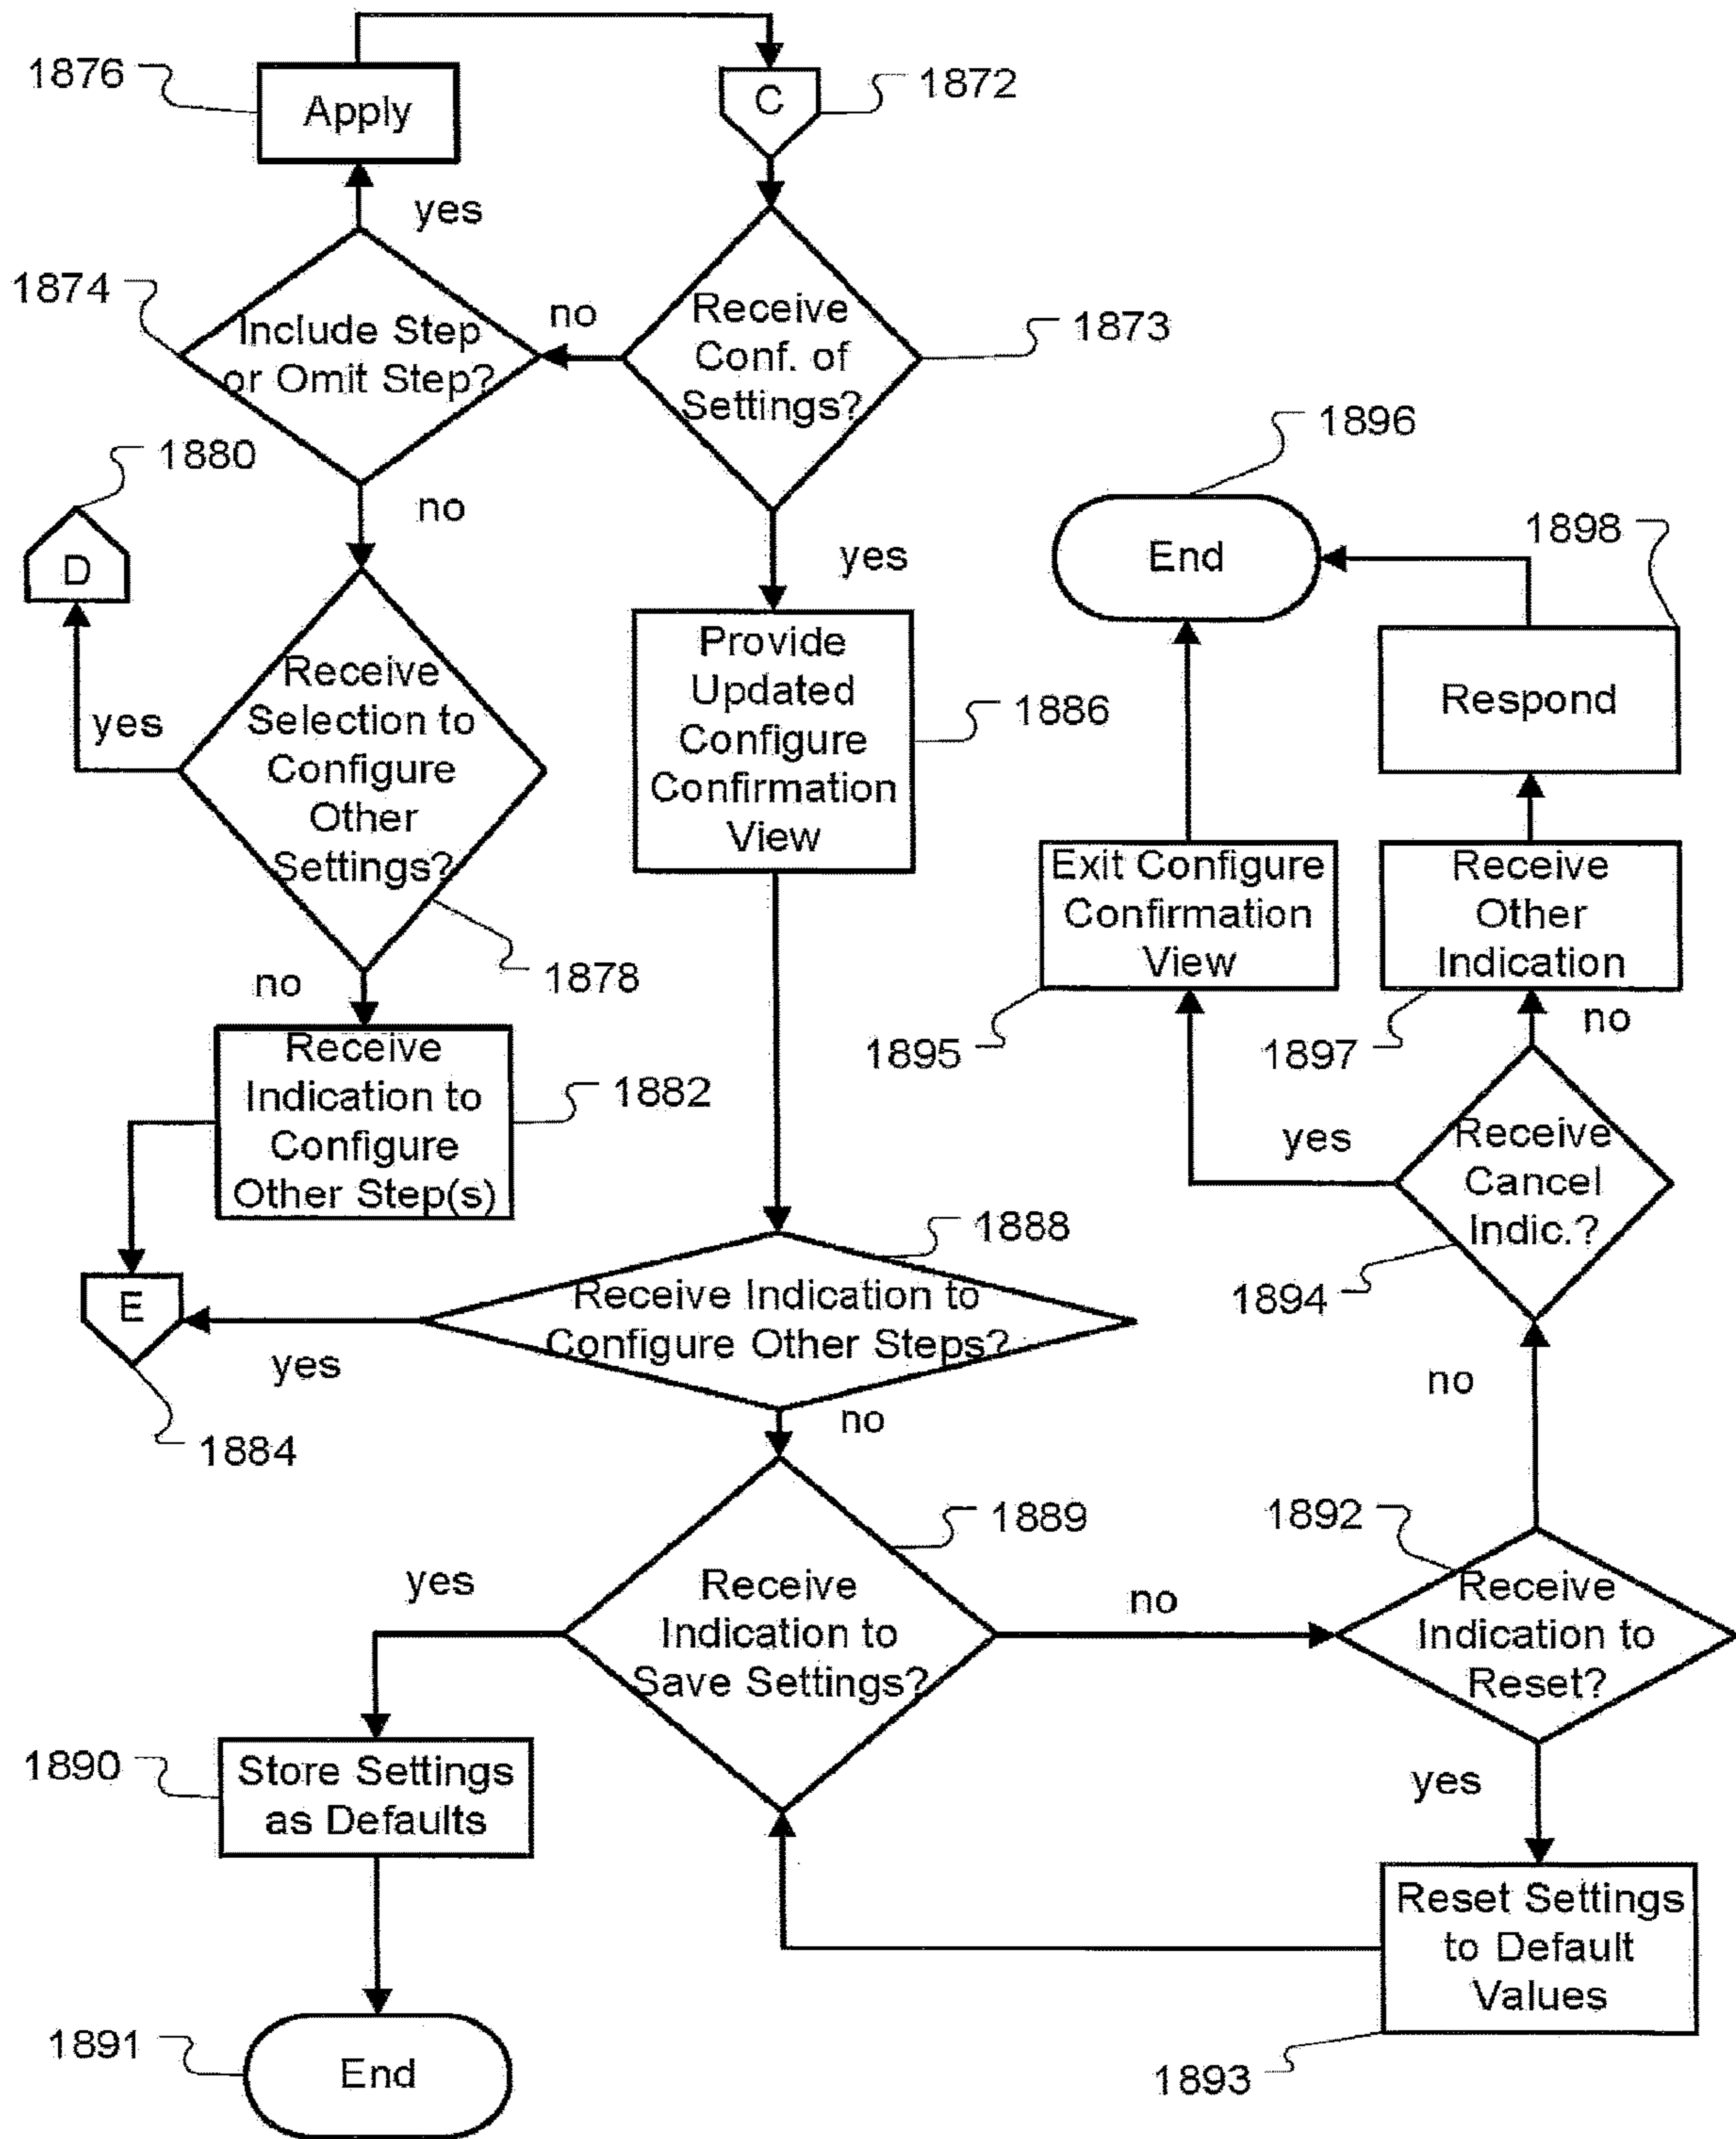 1876
Apply
C
1872
yes
1874
Include Step
or Omit Step?
no
Receive
Conf. of
Settings?
1873
1880
D
no
yes
1896
End
1898
Respond
yes
Receive
Selection to
Configure
Other
Settings?
1878
Provide
Updated
Configure
Confirmation
View
1886
Exit Configure
Confirmation
View
1895
Receive
Other
Indication
1897
no
no
Receive
Indication to
Configure
Other Step(s)
1882
yes
Receive
Cancel
Indic.?
1894
E
1884
yes
1888
Receive Indication to
Configure Other Steps?
no
no
1889
Receive
Indication to
Save Settings?
yes
no
1892
Receive
Indication to
Reset?
yes
1890
Store Settings
as Defaults
1891
End
Reset Settings
to Default
Values
1893